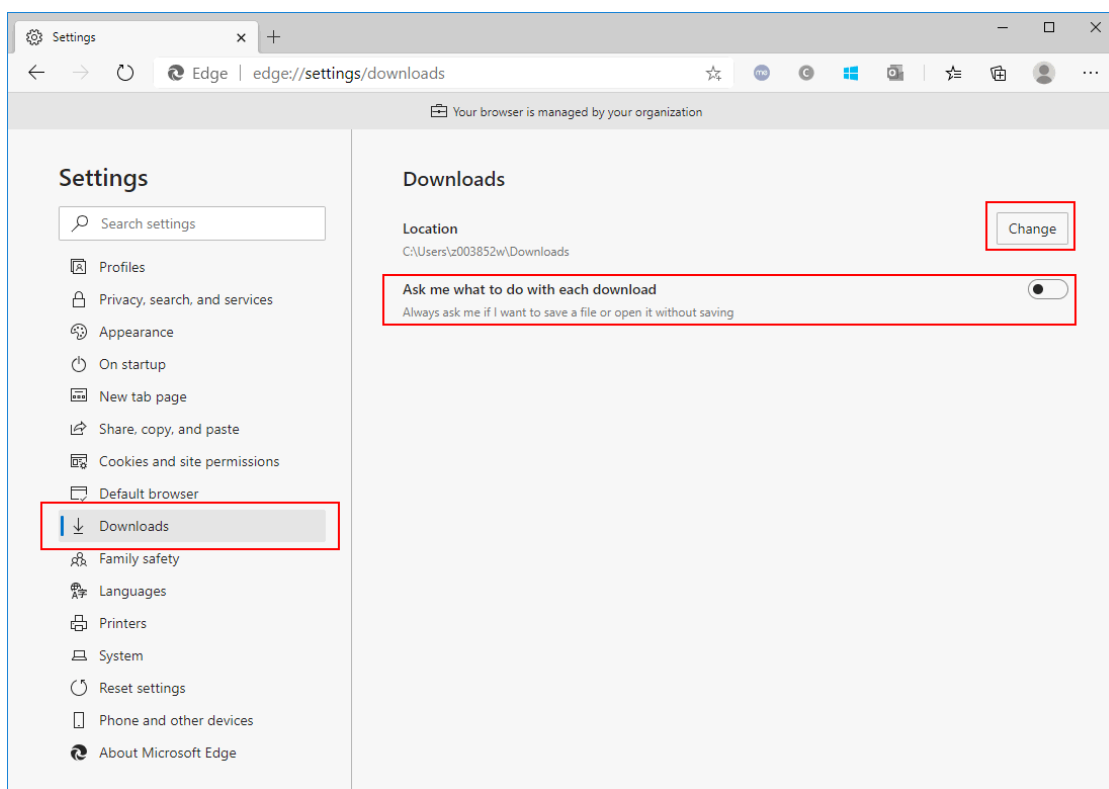 Settings
Edge | edge://settings/downloads
Your browser is managed by your organization
Settings
Search settings
Profiles
Privacy, search, and services
Appearance
On startup
New tab page
Share, copy, and paste
Cookies and site permissions
Default browser
Downloads
Family safety
Languages
Printers
System
Reset settings
Phone and other devices
About Microsoft Edge
Downloads
Location
Change
C:\Users\z003852w\Downloads
Ask me what to do with each download
Always ask me if I want to save a file or open it without saving